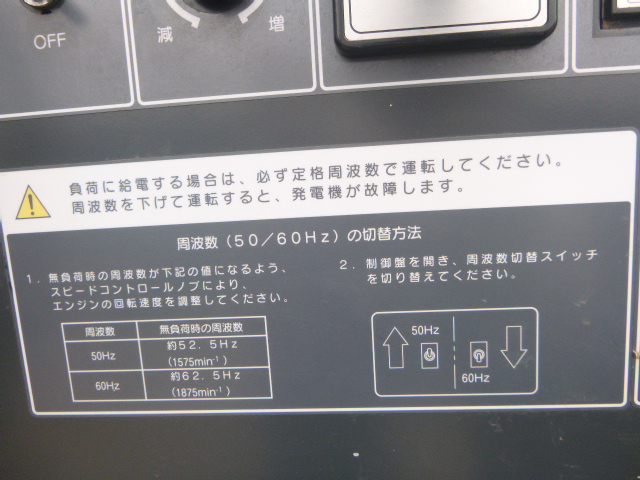 OFF
減 増
負荷に給電する場合は、必ず定格周波数で運転してください。
周波数を下げて運転すると、発電機が故障します。
周波数（50／60Hz）の切替方法
1．無負荷時の周波数が下記の値になるよう、
スピードコントロールノブにより、
エンジンの回転速度を調整してください。
周波数 無負荷時の周波数
50Hz 約52．5Hz
(1575min⁻¹)
60Hz 約62．5Hz
(1875min⁻¹)
2．制御盤を開き、周波数切替スイッチ
を切り替えてください。
50Hz
60Hz